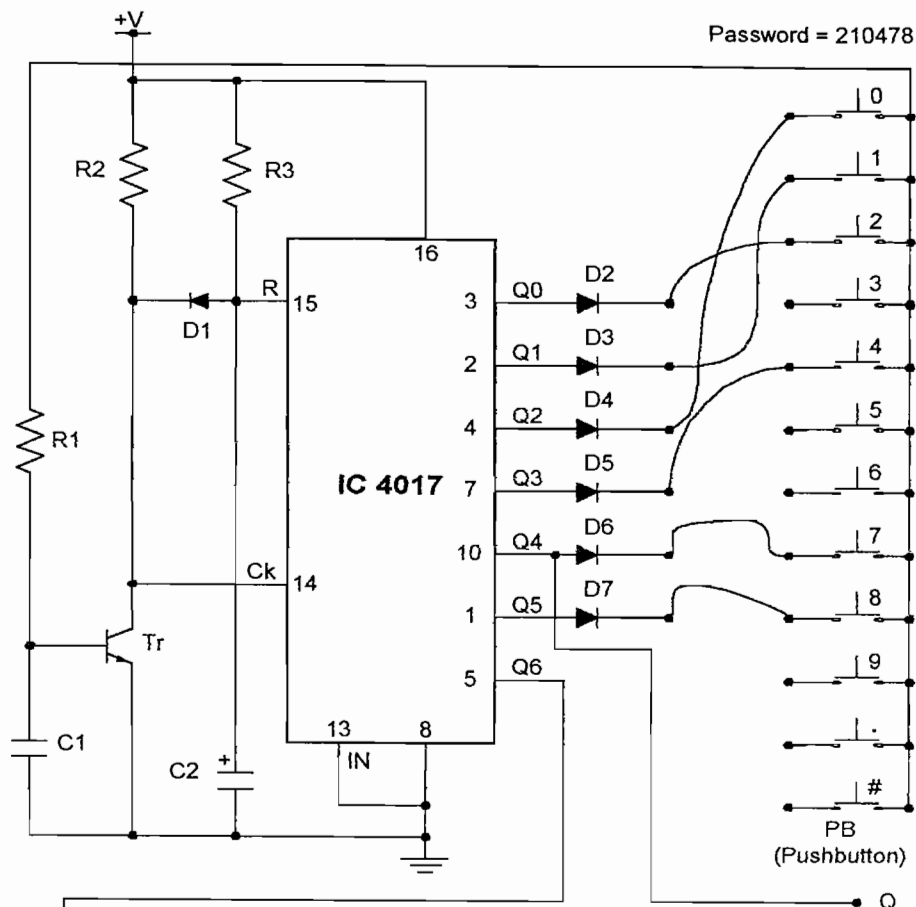 +V
Password = 210478
0
1
R2
R3
2
16
R
15
3
Q0
D2
3
D1
2
Q1
D3
4
4
Q2
D4
5
R1
IC 4017
7
Q3
D5
6
10
Q4
D6
7
Ck
14
1
Q5
D7
8
Tr
5
Q6
9
13
8
.
C1
IN
C2
+
#
PB
(Pushbutton)
Q